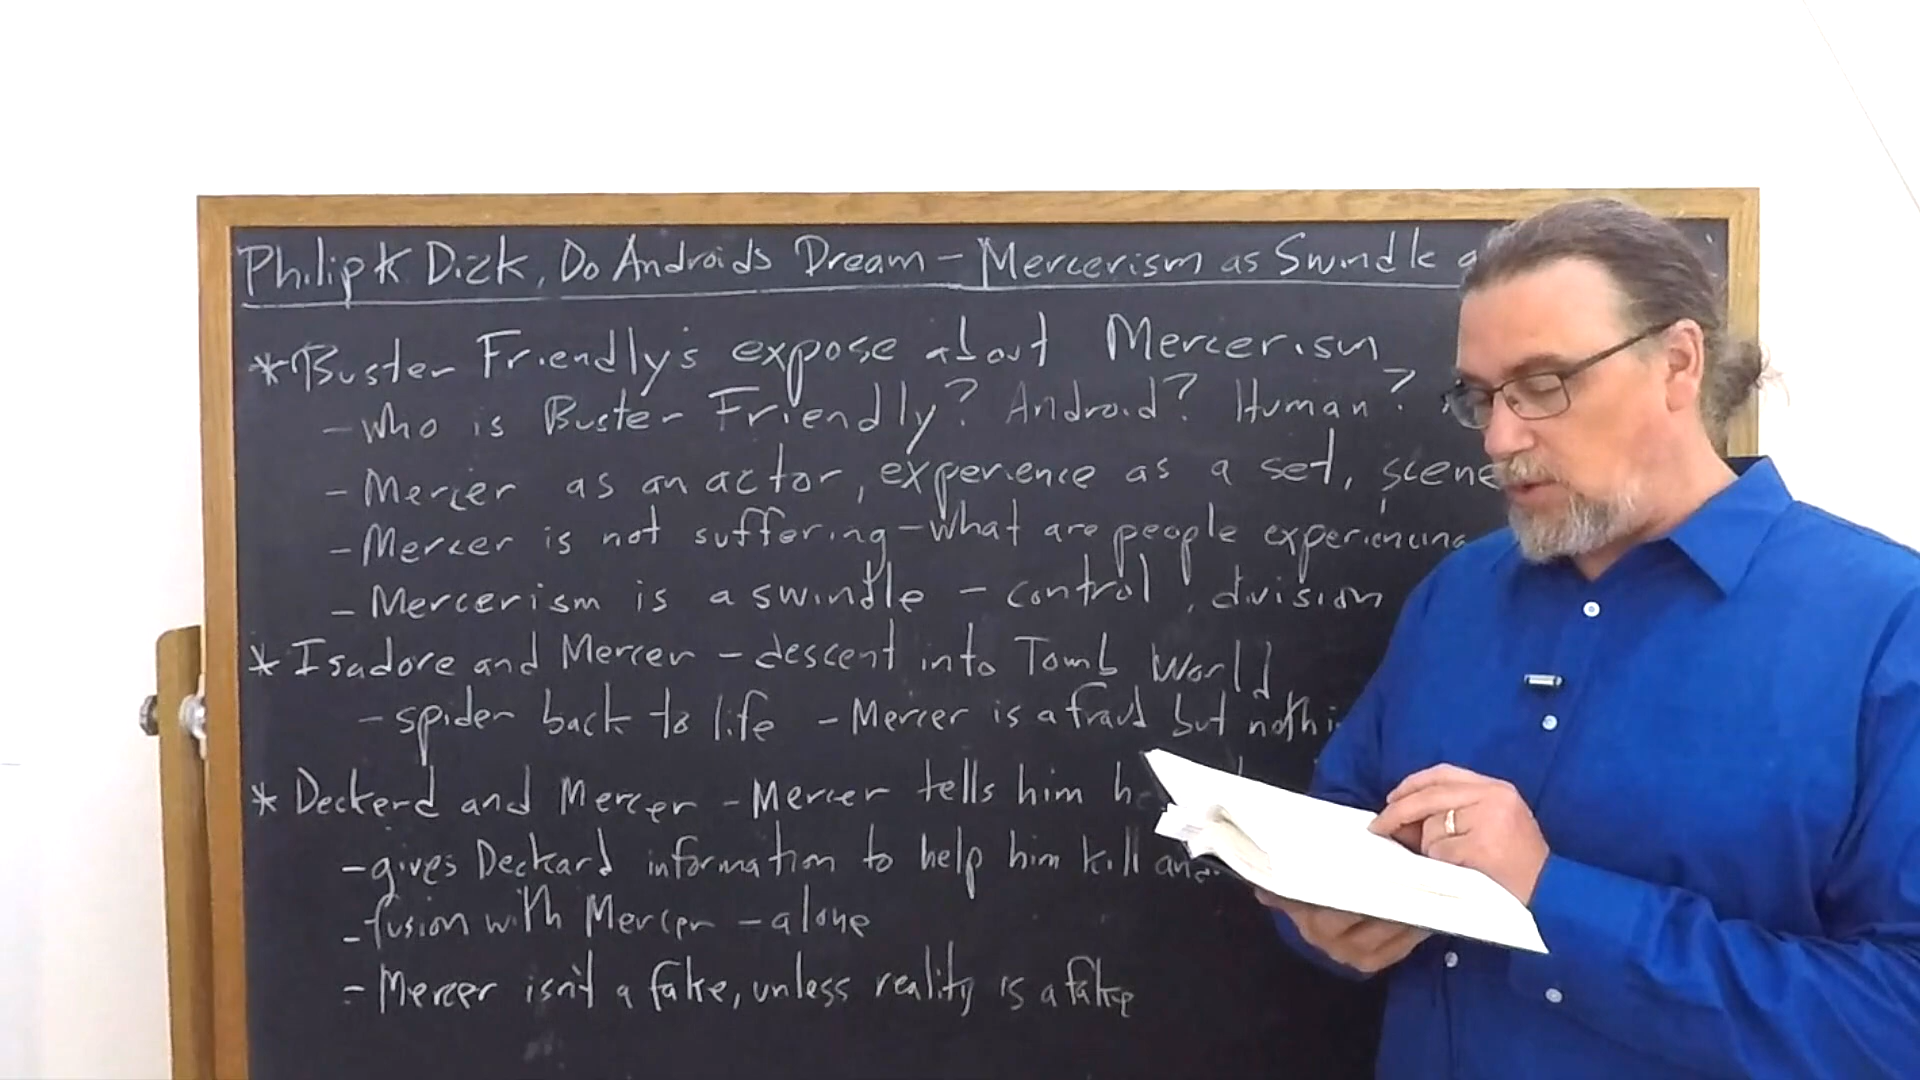 Philip K Dick, Do Androids Dream - Mercerism as Swindle
* Buster Friendly's expose about Mercerism
- who is Buster Friendly? Android? Human?
- Mercer as an actor, experience as a set, scene
- Mercer is not suffering - what are people experiencing
- Mercerism is a swindle - control, division
* Isadore and Mercer - descent into Tomb World
- spider back to life - Mercer is a fraud but nothi
* Deckerd and Mercer - Mercer tells him he
- gives Deckard information to help him kill
- fusion with Mercer - alone
- Mercer isn't a fake, unless reality is a fake